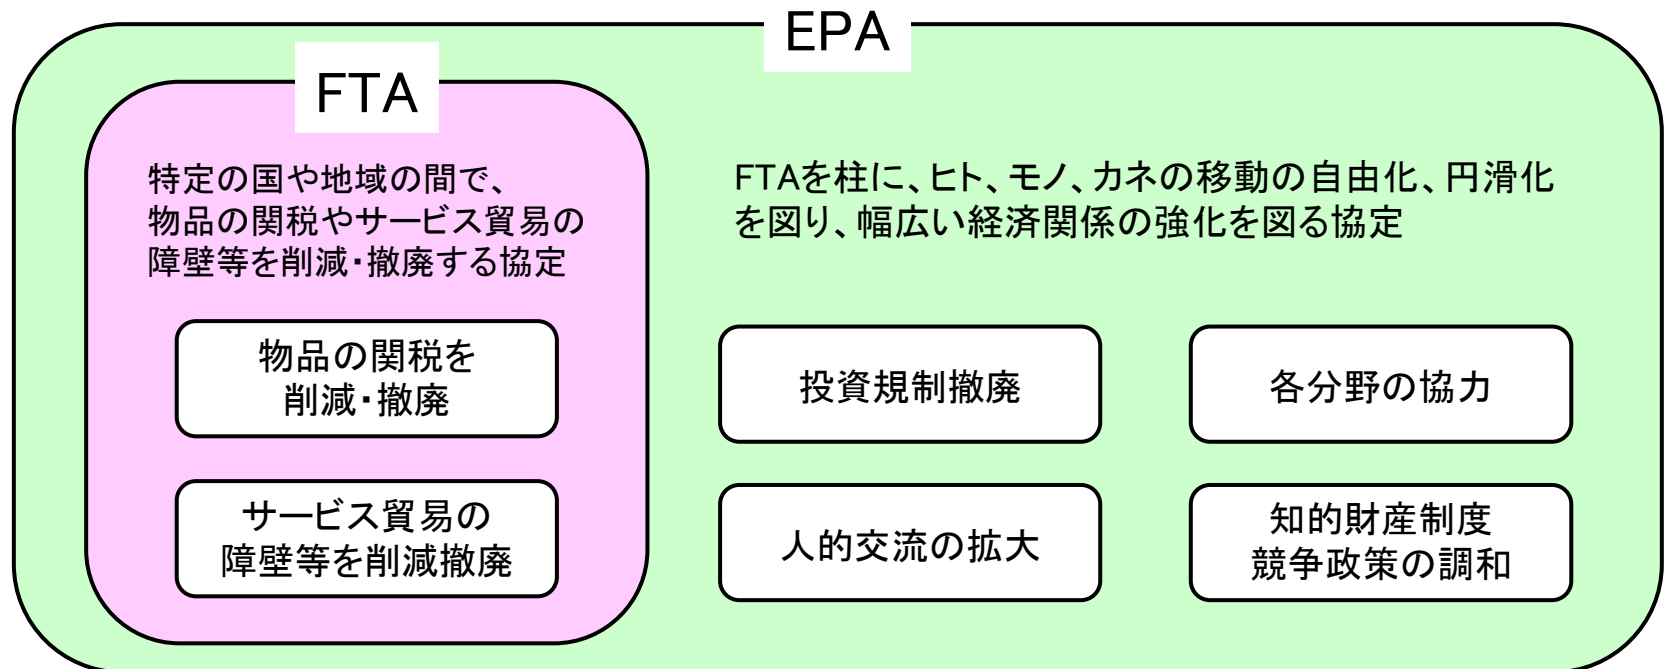 EPA
FTA
特定の国や地域の間で、
物品の関税やサービス貿易の
障壁等を削減・撤廃する協定
物品の関税を
削減・撤廃
サービス貿易の
障壁等を削減撤廃
FTAを柱に、ヒト、モノ、カネの移動の自由化、円滑化
を図り、幅広い経済関係の強化を図る協定
投資規制撤廃
各分野の協力
人的交流の拡大
知的財産制度
競争政策の調和